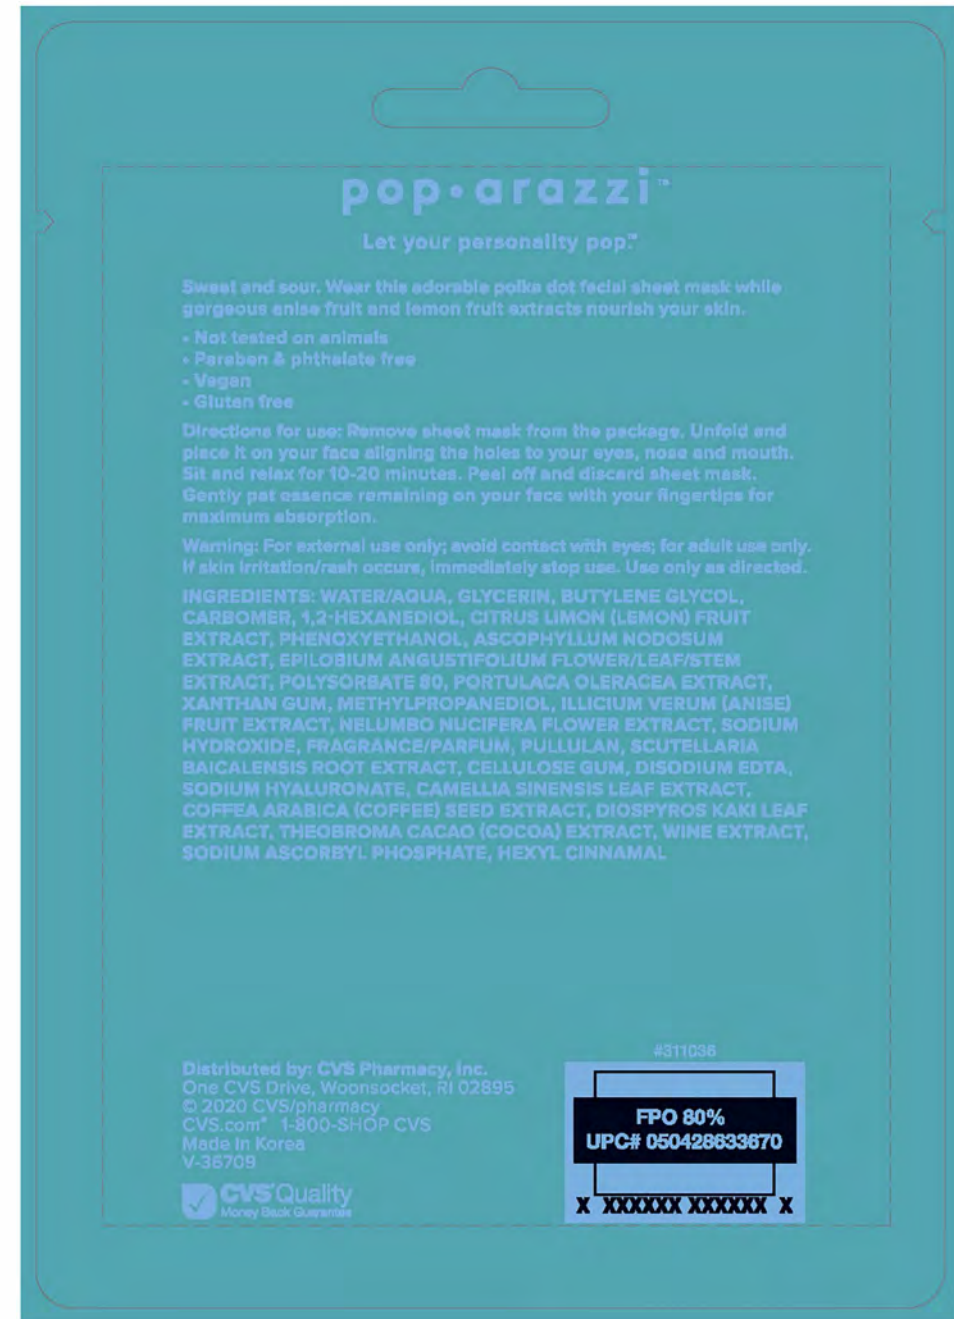 pop•arazzi™
Let your personality pop.™
Sweet and sour. Wear this adorable polka dot facial sheet mask while
gorgeous anise fruit and lemon fruit extracts nourish your skin.
• Not tested on animals
• Paraben & phthalate free
• Vegan
• Gluten free
Directions for use: Remove sheet mask from the package. Unfold and
place it on your face aligning the holes to your eyes, nose and mouth.
Sit and relax for 10-20 minutes. Peel off and discard sheet mask.
Gently pat essence remaining on your face with your fingertips for
maximum absorption.
Warning: For external use only; avoid contact with eyes; for adult use only.
If skin irritation/rash occurs, immediately stop use. Use only as directed.
INGREDIENTS: WATER/AQUA, GLYCERIN, BUTYLENE GLYCOL,
CARBOMER, 1,2-HEXANEDIOL, CITRUS LIMON (LEMON) FRUIT
EXTRACT, PHENOXYETHANOL, ASCOPHYLLUM NODOSUM
EXTRACT, EPILOBIUM ANGUSTIFOLIUM FLOWER/LEAF/STEM
EXTRACT, POLYSORBATE 80, PORTULACA OLERACEA EXTRACT,
XANTHAN GUM, METHYLPROPANEDIOL, ILLICIUM VERUM (ANISE)
FRUIT EXTRACT, NELUMBO NUCIFERA FLOWER EXTRACT, SODIUM
HYDROXIDE, FRAGRANCE/PARFUM, PULLULAN, SCUTELLARIA
BAICALENSIS ROOT EXTRACT, CELLULOSE GUM, DISODIUM EDTA,
SODIUM HYALURONATE, CAMELLIA SINENSIS LEAF EXTRACT,
COFFEA ARABICA (COFFEE) SEED EXTRACT, DIOSPYROS KAKI LEAF
EXTRACT, THEOBROMA CACAO (COCOA) EXTRACT, WINE EXTRACT,
SODIUM ASCORBYL PHOSPHATE, HEXYL CINNAMAL
Distributed by: CVS Pharmacy, Inc.
One CVS Drive, Woonsocket, RI 02895
© 2020 CVS/pharmacy
CVS.com® 1-800-SHOP CVS
Made in Korea
V-36709
CVS Quality
Money Back Guarantee
#311036
FPO 80%
UPC# 050428633670
X XXXXXX XXXXXX X